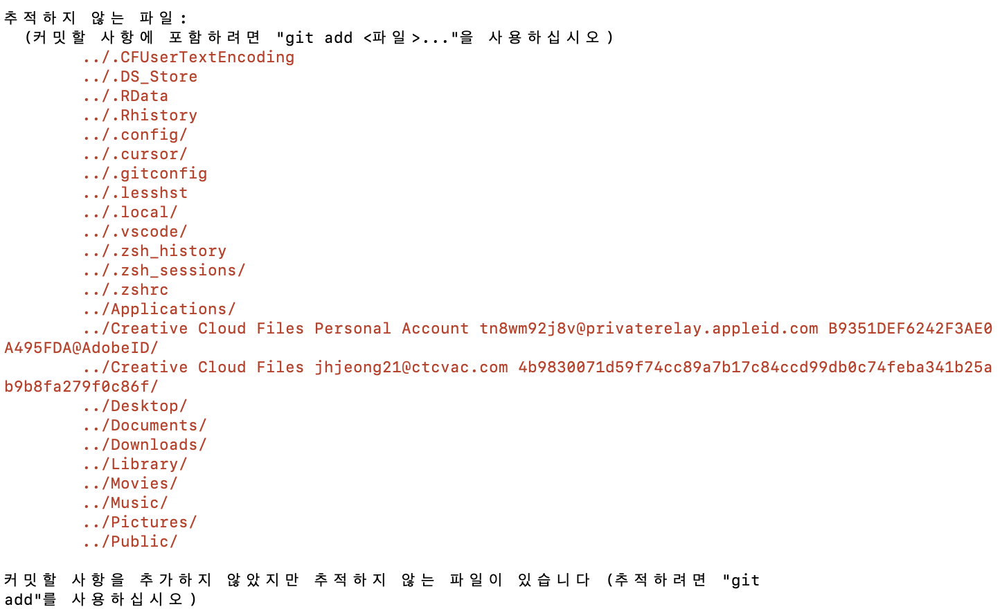 추적하지 않는 파일:
  (커밋할 사항에 포함하려면 "git add <파일>..."을 사용하십시오)
        ../.CFUserTextEncoding
        ../.DS_Store
        ../.RData
        ../.Rhistory
        ../.config/
        ../.cursor/
        ../.gitconfig
        ../.lesshst
        ../.local/
        ../.vscode/
        ../.zsh_history
        ../.zsh_sessions/
        ../.zshrc
        ../Applications/
        ../Creative Cloud Files Personal Account tn8wm92j8v@privaterelay.appleid.com B9351DEF6242F3AE0
A495FDA@AdobeID/
        ../Creative Cloud Files jhjeong21@ctcvac.com 4b9830071d59f74cc89a7b17c84ccd99db0c74feba341b25a
b9b8fa279f0c86f/
        ../Desktop/
        ../Documents/
        ../Downloads/
        ../Library/
        ../Movies/
        ../Music/
        ../Pictures/
        ../Public/

커밋할 사항을 추가하지 않았지만 추적하지 않는 파일이 있습니다 (추적하려면 "git
add"를 사용하십시오)